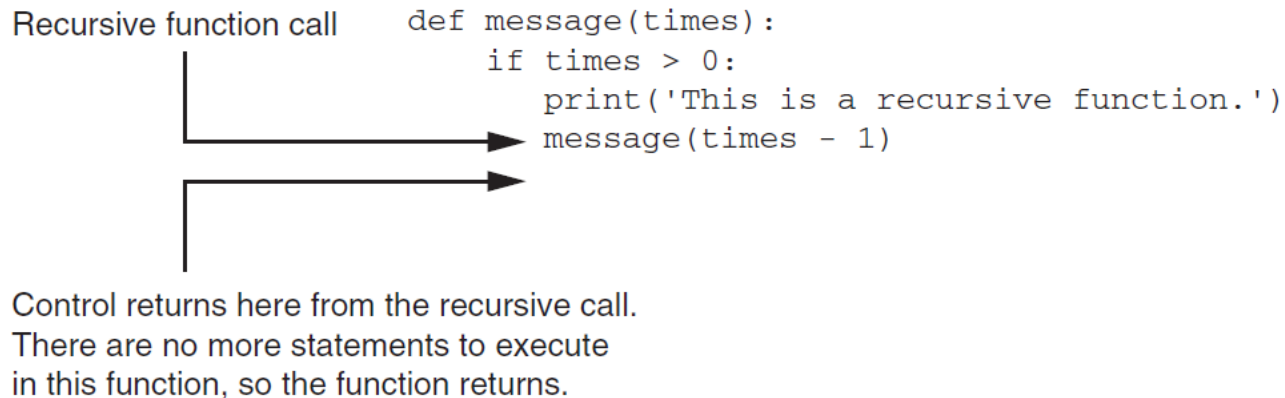 Recursive function call
def message(times):
    if times > 0:
       print('This is a recursive function.')
       message(times - 1)
Control returns here from the recursive call.
There are no more statements to execute
in this function, so the function returns.